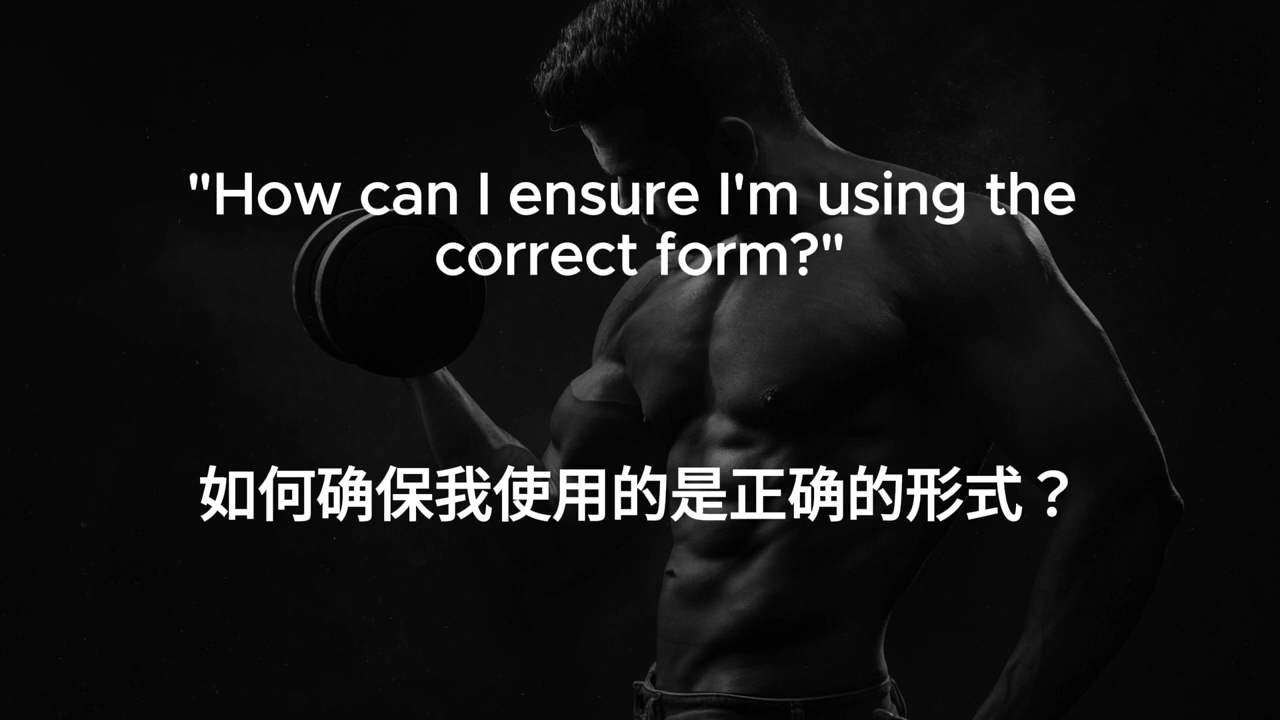 "How can I ensure I'm using the
correct form?"
如何确保我使用的是正确的形式？